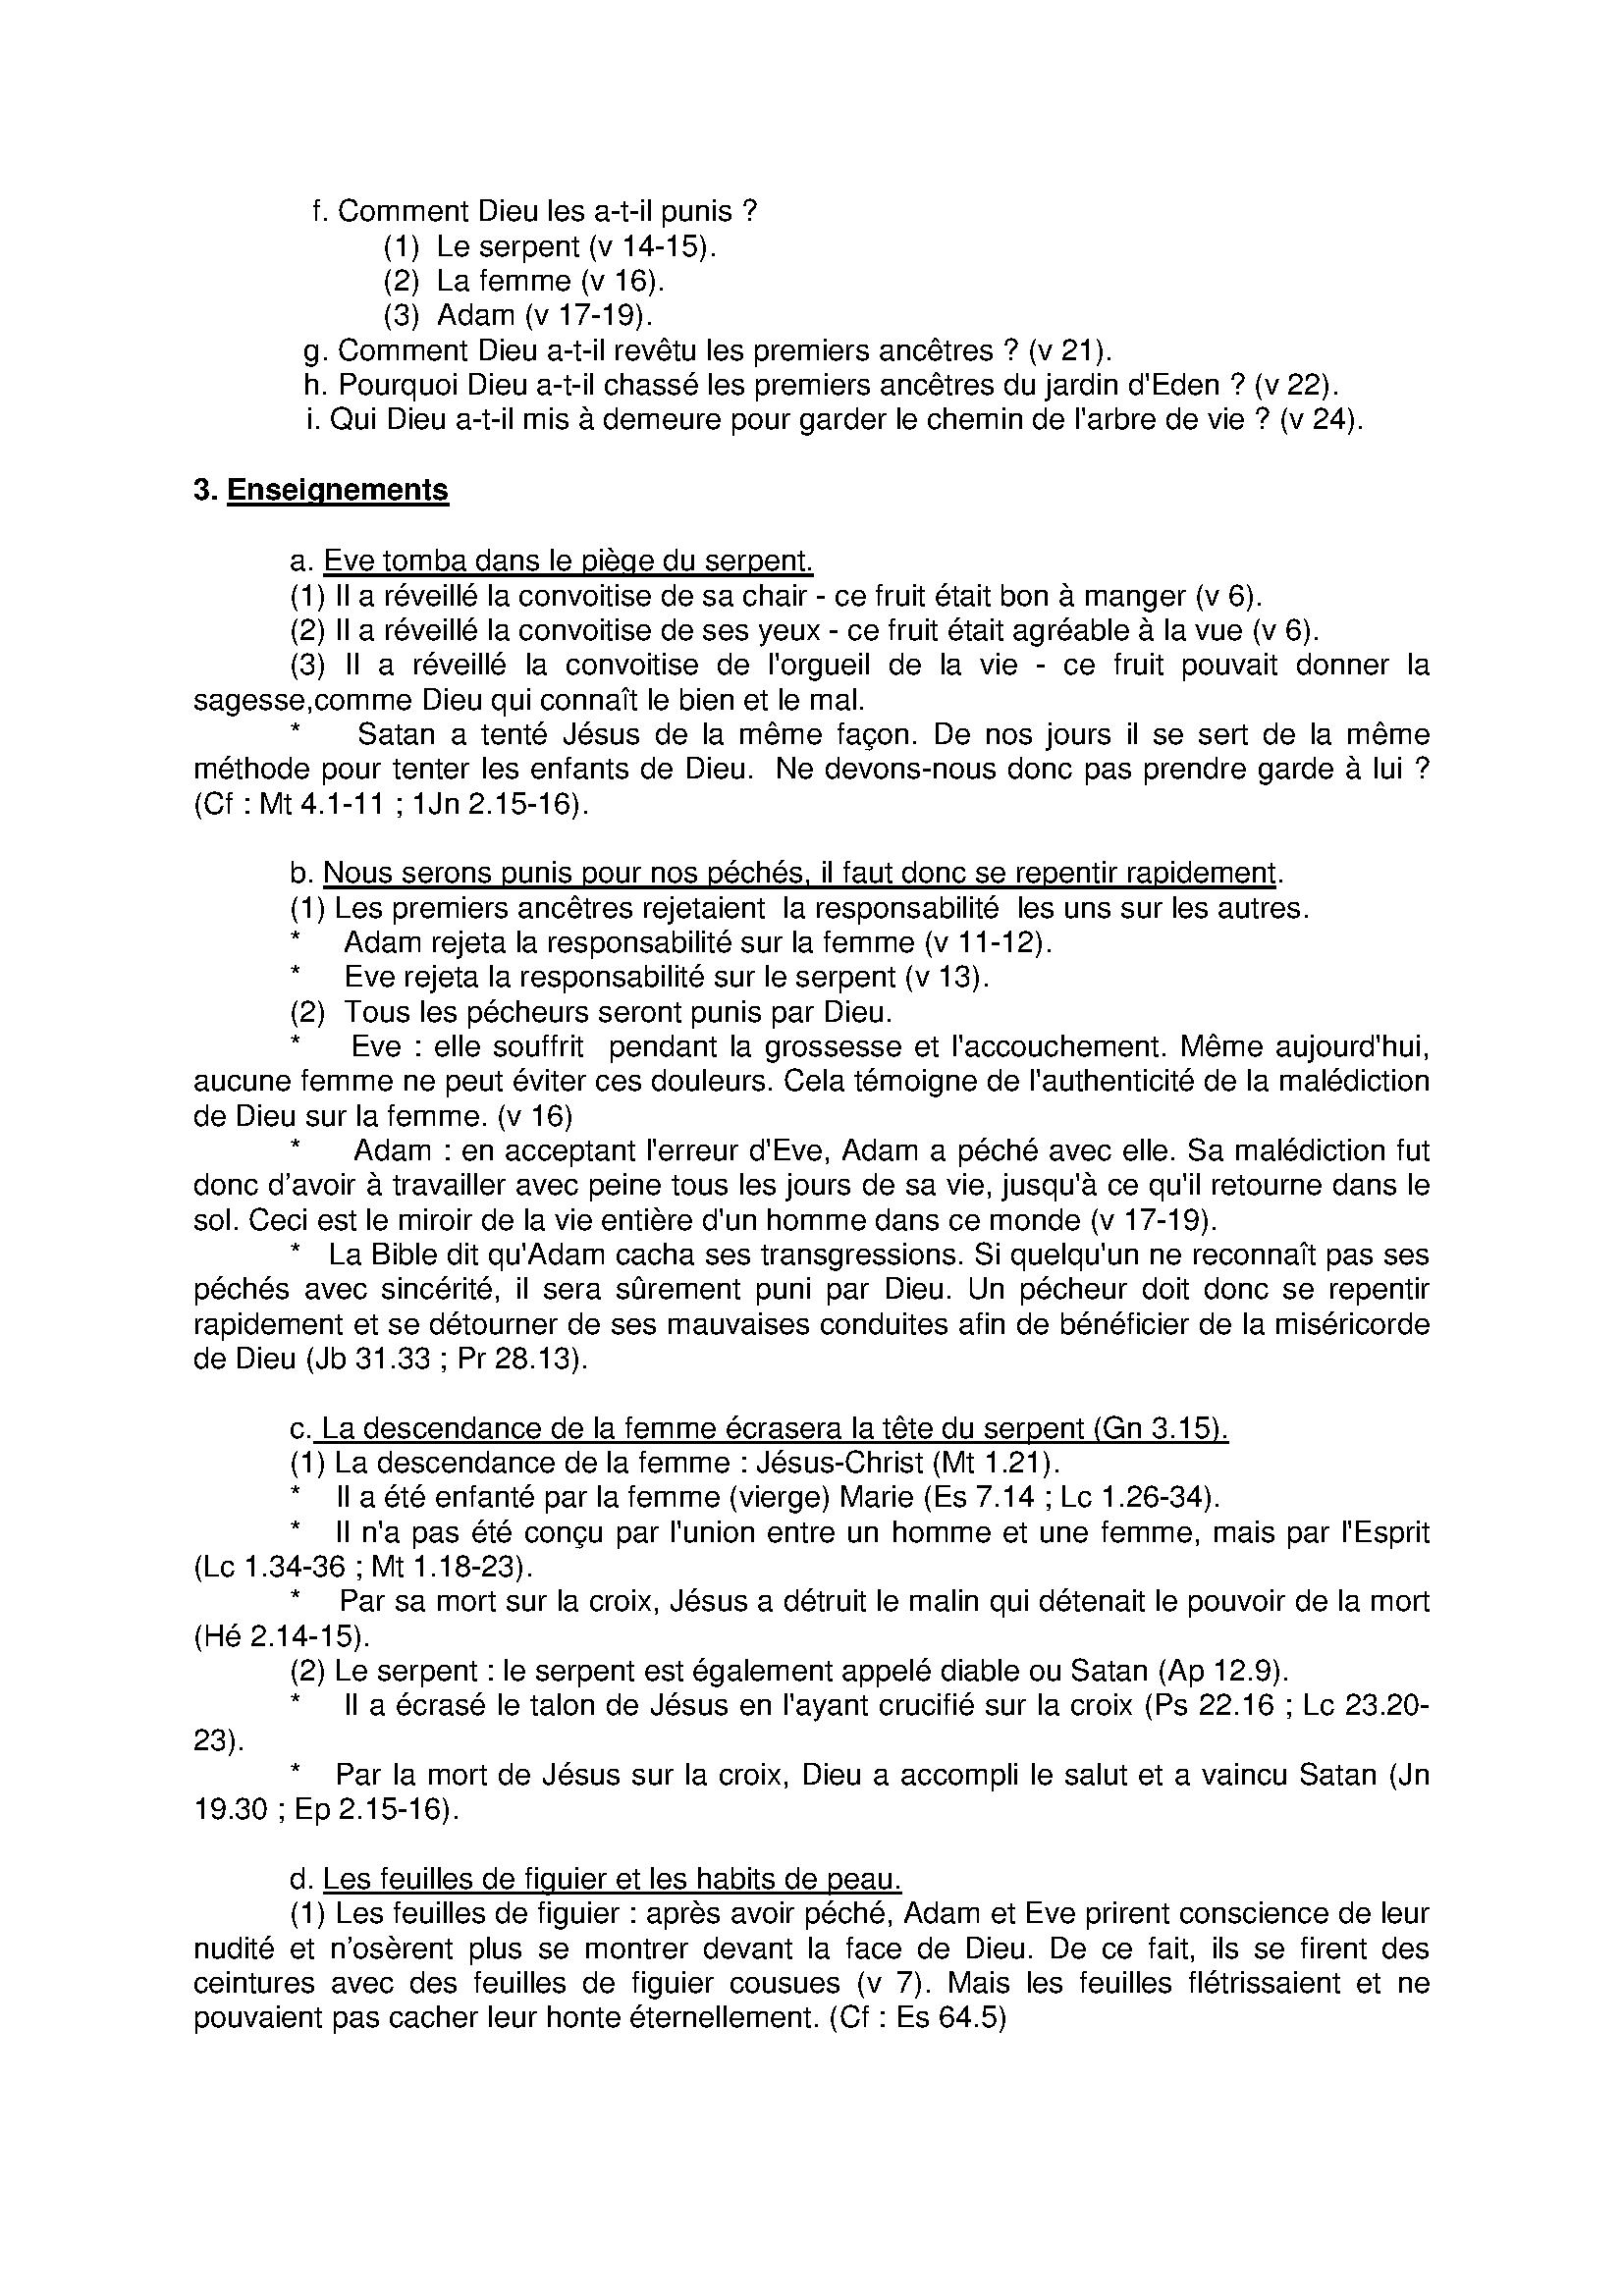 f. Comment Dieu les a-t-il punis ?
(1) Le serpent (v 14-15).
(2) La femme (v 16).
(3) Adam (v 17-19).
g. Comment Dieu a-t-il revêtu les premiers ancêtres ? (v 21).
h. Pourquoi Dieu a-t-il chassé les premiers ancêtres du jardin d'Eden ? (v 22).
i. Qui Dieu a-t-il mis à demeure pour garder le chemin de l'arbre de vie ? (v 24).
3. Enseignements
a. Eve tomba dans le piège du serpent.
(1) Il a réveillé la convoitise de sa chair - ce fruit était bon à manger (v 6).
(2) Il a réveillé la convoitise de ses yeux - ce fruit était agréable à la vue (v 6).
(3) Il a réveillé la convoitise de l'orgueil de la vie - ce fruit pouvait donner la
sagesse,comme Dieu qui connaît le bien et le mal.
* Satan a tenté Jésus de la même façon. De nos jours il se sert de la même
méthode pour tenter les enfants de Dieu. Ne devons-nous donc pas prendre garde à lui ?
(Cf : Mt 4.1-11 ; 1Jn 2.15-16).
b. Nous serons punis pour nos péchés, il faut donc se repentir rapidement.
(1) Les premiers ancêtres rejetaient la responsabilité les uns sur les autres.
* Adam rejeta la responsabilité sur la femme (v 11-12).
* Eve rejeta la responsabilité sur le serpent (v 13).
(2) Tous les pécheurs seront punis par Dieu.
* Eve : elle souffrit pendant la grossesse et l'accouchement. Même aujourd'hui,
aucune femme ne peut éviter ces douleurs. Cela témoigne de l'authenticité de la malédiction
de Dieu sur la femme. (v 16)
* Adam : en acceptant l'erreur d'Eve, Adam a péché avec elle. Sa malédiction fut
donc d’avoir à travailler avec peine tous les jours de sa vie, jusqu'à ce qu'il retourne dans le
sol. Ceci est le miroir de la vie entière d'un homme dans ce monde (v 17-19).
* La Bible dit qu'Adam cacha ses transgressions. Si quelqu'un ne reconnaît pas ses
péchés avec sincérité, il sera sûrement puni par Dieu. Un pécheur doit donc se repentir
rapidement et se détourner de ses mauvaises conduites afin de bénéficier de la miséricorde
de Dieu (Jb 31.33 ; Pr 28.13).
c. La descendance de la femme écrasera la tête du serpent (Gn 3.15).
(1) La descendance de la femme : Jésus-Christ (Mt 1.21).
* Il a été enfanté par la femme (vierge) Marie (Es 7.14 ; Lc 1.26-34).
* Il n'a pas été conçu par l'union entre un homme et une femme, mais par l'Esprit
(Lc 1.34-36 ; Mt 1.18-23).
* Par sa mort sur la croix, Jésus a détruit le malin qui détenait le pouvoir de la mort
(Hé 2.14-15).
(2) Le serpent : le serpent est également appelé diable ou Satan (Ap 12.9).
* Il a écrasé le talon de Jésus en l'ayant crucifié sur la croix (Ps 22.16 ; Lc 23.20-
23).
* Par la mort de Jésus sur la croix, Dieu a accompli le salut et a vaincu Satan (Jn
19.30 ; Ep 2.15-16).
d. Les feuilles de figuier et les habits de peau.
(1) Les feuilles de figuier : après avoir péché, Adam et Eve prirent conscience de leur
nudité et n’osèrent plus se montrer devant la face de Dieu. De ce fait, ils se firent des
ceintures avec des feuilles de figuier cousues (v 7). Mais les feuilles flétrissaient et ne
pouvaient pas cacher leur honte éternellement. (Cf : Es 64.5)